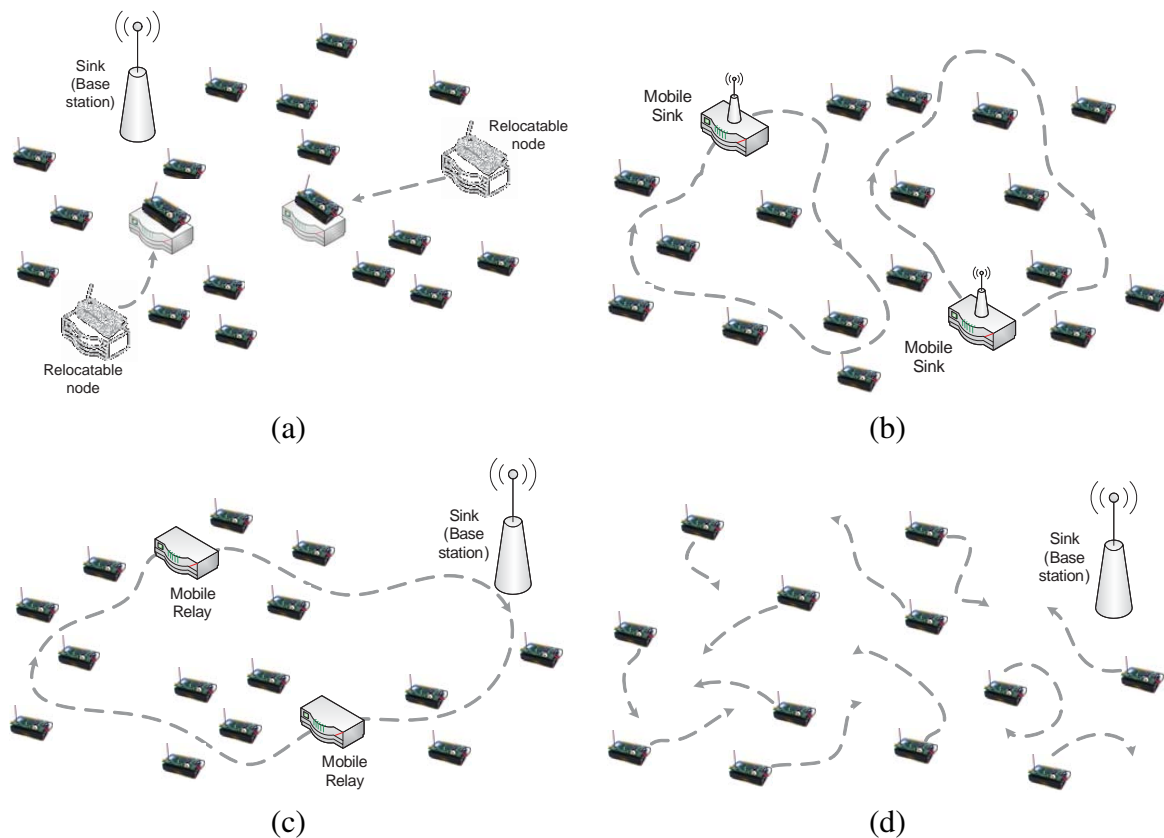 Sink
(Base
station)
Relocatable
node
Relocatable
node
(a)
Mobile
Sink
Mobile
Sink
(b)
Sink
(Base
station)
Mobile
Relay
Mobile
Relay
(c)
Sink
(Base
station)
(d)